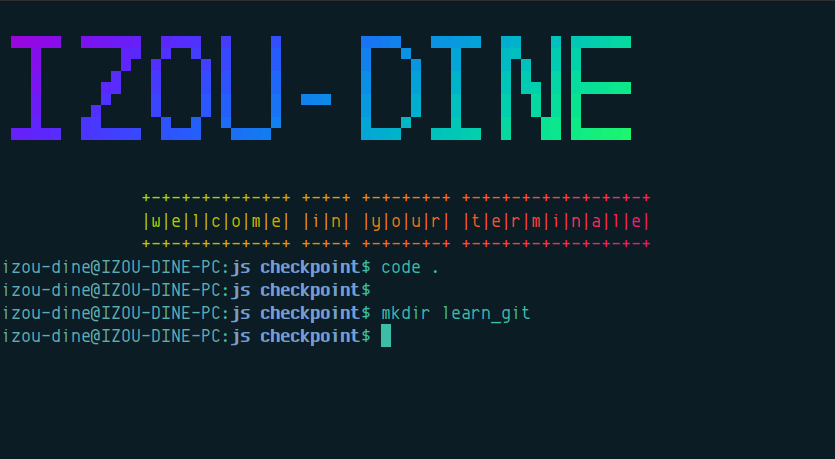 IZOU-DINE
+-+-+-+-+-+-+-+ +-+-+ +-+-+-+-+ +-+-+-+-+-+-+-+-+-+
|w|e|l|c|o|m|e| |i|n| |y|o|u|r| |t|e|r|m|i|n|a|l|e|
+-+-+-+-+-+-+-+ +-+-+ +-+-+-+-+ +-+-+-+-+-+-+-+-+-+
izou-dine@IZOU-DINE-PC:js checkpoint$ code .
izou-dine@IZOU-DINE-PC:js checkpoint$
izou-dine@IZOU-DINE-PC:js checkpoint$ mkdir learn_git
izou-dine@IZOU-DINE-PC:js checkpoint$